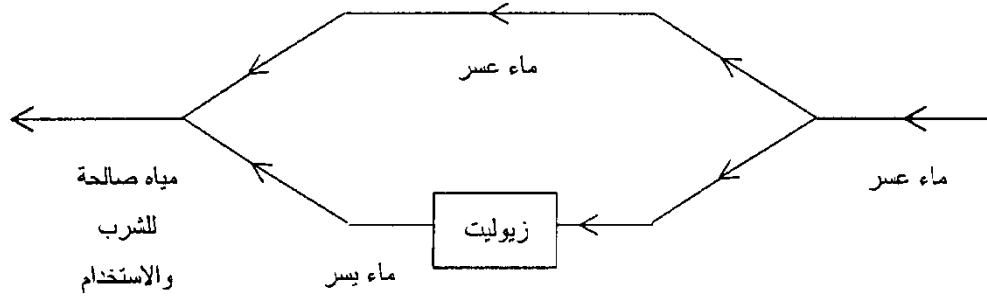 ماء عسر
ماء عسر
زيوليت
ماء يسر
مياه صالحة
للشرب
والاستخدام